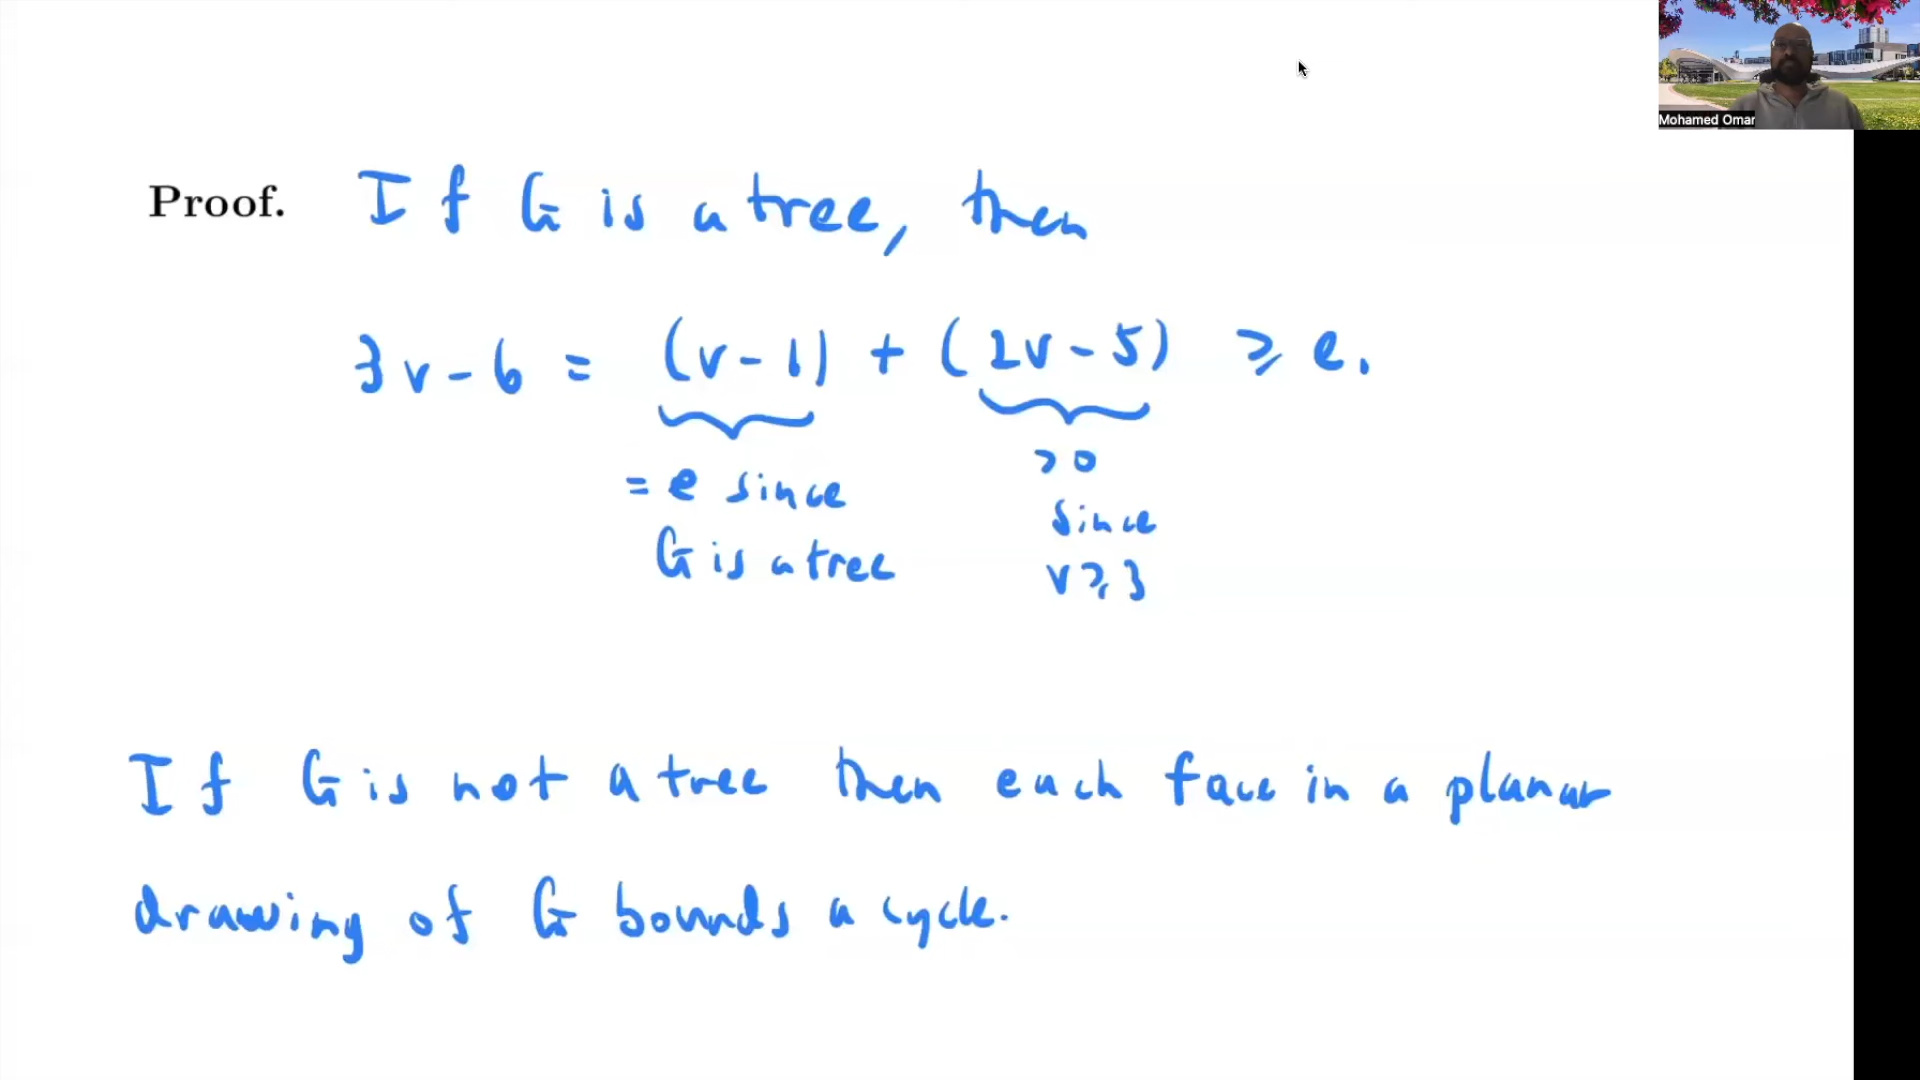 Mohamed Omar
Proof. If G is a tree, then
3v - 6 = (v - 1) + (2v - 5) ≥ e.
= e since
G is a tree
> 0
since
v ≥ 3
If G is not a tree then each face in a planar
drawing of G bounds a cycle.